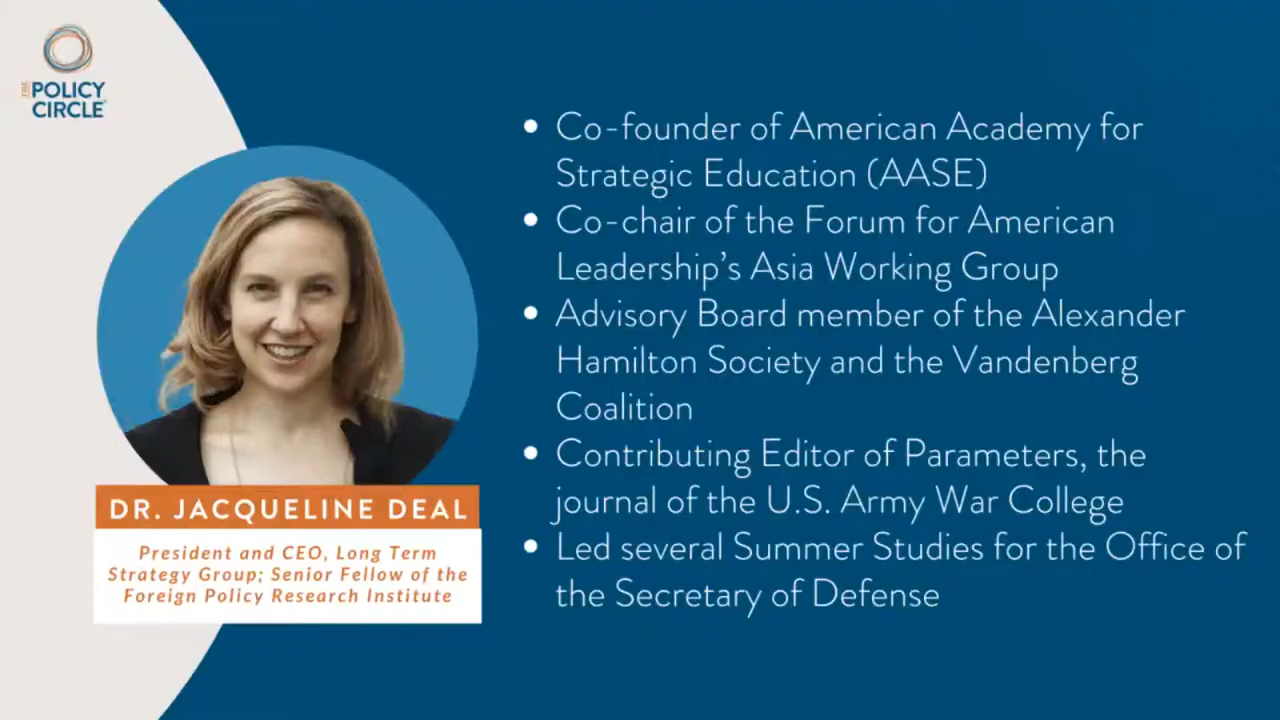 THE
POLICY
CIRCLE
DR. JACQUELINE DEAL
President and CEO, Long Term
Strategy Group; Senior Fellow of the
Foreign Policy Research Institute
• Co-founder of American Academy for
Strategic Education (AASE)
• Co-chair of the Forum for American
Leadership's Asia Working Group
• Advisory Board member of the Alexander
Hamilton Society and the Vandenberg
Coalition
• Contributing Editor of Parameters, the
journal of the U.S. Army War College
• Led several Summer Studies for the Office of
the Secretary of Defense